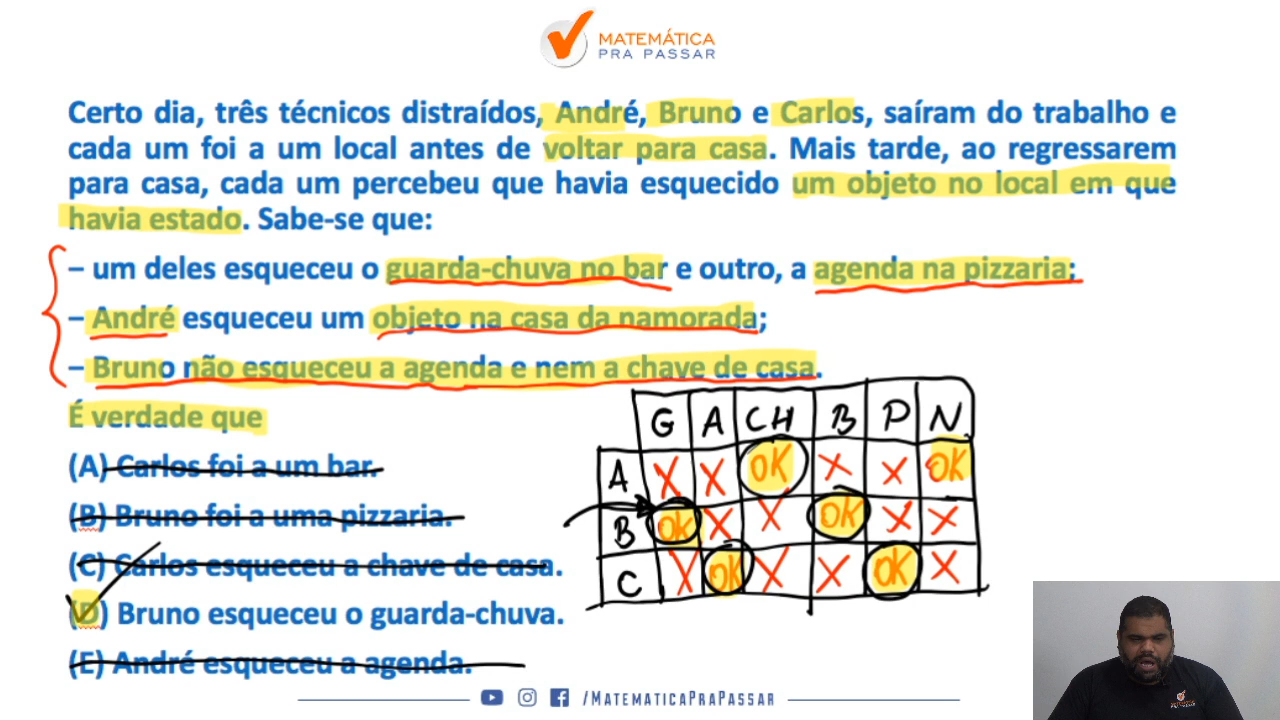 MATEMÁTICA
PRA PASSAR
Certo dia, três técnicos distraídos, André, Bruno e Carlos, saíram do trabalho e
cada um foi a um local antes de voltar para casa. Mais tarde, ao regressarem
para casa, cada um percebeu que havia esquecido um objeto no local em que
havia estado. Sabe-se que:
– um deles esqueceu o guarda-chuva no bar e outro, a agenda na pizzaria;
– André esqueceu um objeto na casa da namorada;
– Bruno não esqueceu a agenda e nem a chave de casa.
É verdade que
(A) Carlos foi a um bar.
(B) Bruno foi a uma pizzaria.
(C) Carlos esqueceu a chave de casa.
(D) Bruno esqueceu o guarda-chuva.
(E) André esqueceu a agenda.
G A CH B P N
A X X OK X X OK
B OK X X OK X X
C X OK X X OK X
/MATEMATICAPRAPASSAR